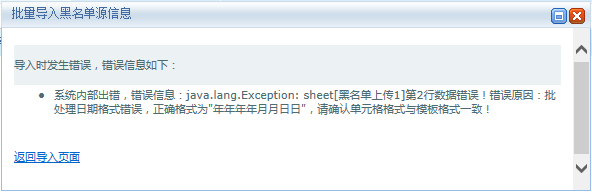 批量导入黑名单源信息
导入时发生错误，错误信息如下：
系统内部出错，错误信息：java.lang.Exception: sheet[黑名单上传1]第2行数据错误！错误原因：批
处理日期格式错误，正确格式为"年年年年月月日日"，请确认单元格格式与模板格式一致！
返回导入页面